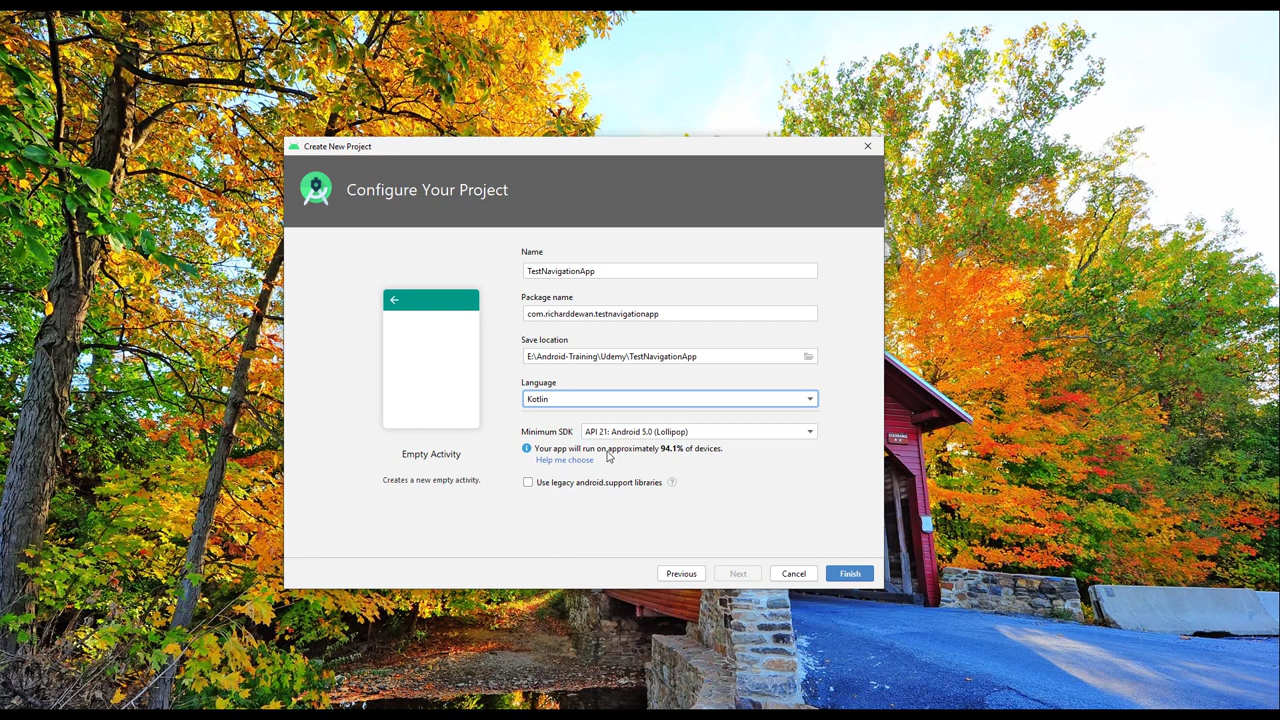 Create New Project
Configure Your Project
Name
TestNavigationApp
Package name
com.richarddewan.testnavigationapp
Save location
E:\Android-Training\Udemy\TestNavigationApp
Language
Kotlin
Minimum SDK API 21: Android 5.0 (Lollipop)
Your app will run on approximately 94.1% of devices.
Help me choose
Use legacy android.support libraries ?
Empty Activity
Creates a new empty activity.
Previous Next Cancel Finish
CLEARANCE